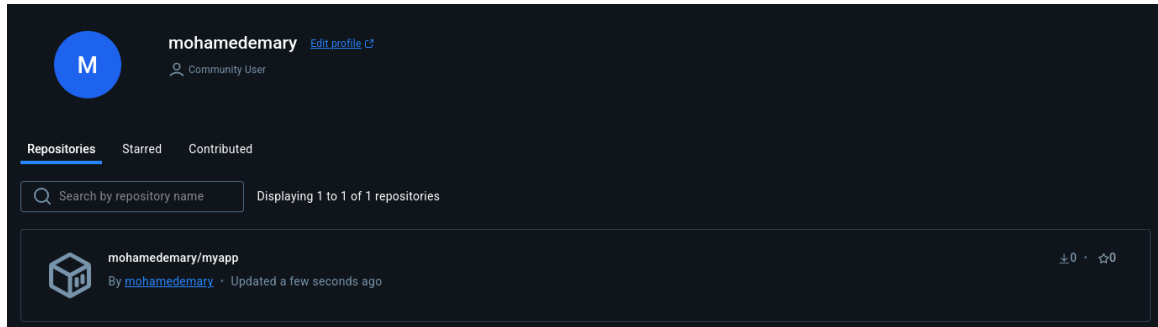 M
mohamedemary Edit profile
Community User
Repositories Starred Contributed
Search by repository name Displaying 1 to 1 of 1 repositories
mohamedemary/myapp 0 · 0
By mohamedemary · Updated a few seconds ago